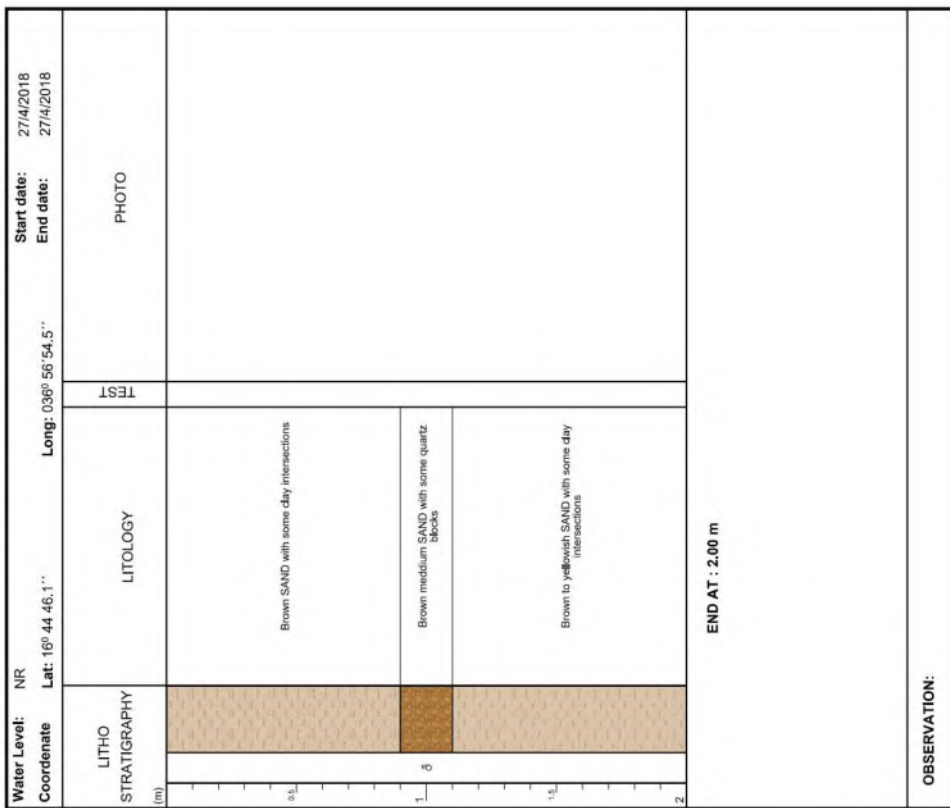 Water Level: NR Start date: 27/4/2018
Coordenate Lat: 16⁰ 44 46.1´´ Long: 036⁰ 56´54.5´´ End date: 27/4/2018
LITHO
STRATIGRAPHY
LITOLOGY
TEST
PHOTO
(m)
0.5
1
1.5
2
Brown SAND with some clay intersections
Brown meddium SAND with some quartz
blocks
Brown to yellowish SAND with some clay
intersections
END AT : 2.00 m
OBSERVATION: